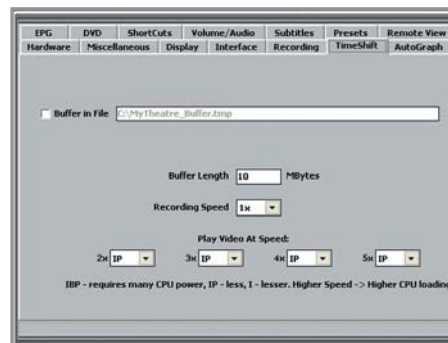 EPG DVD ShortCuts Volume/Audio Subtitles Presets Remote View
Hardware Miscellaneous Display Interface Recording TimeShift AutoGraph
Buffer in File C:\MyTheatre_Buffer.tmp
Buffer Length 10 MBytes
Recording Speed 1x
Play Video At Speed:
2x IP 3x IP 4x IP 5x IP
IBP - requires many CPU power, IP - less, I - lesser. Higher Speed -> Higher CPU loading